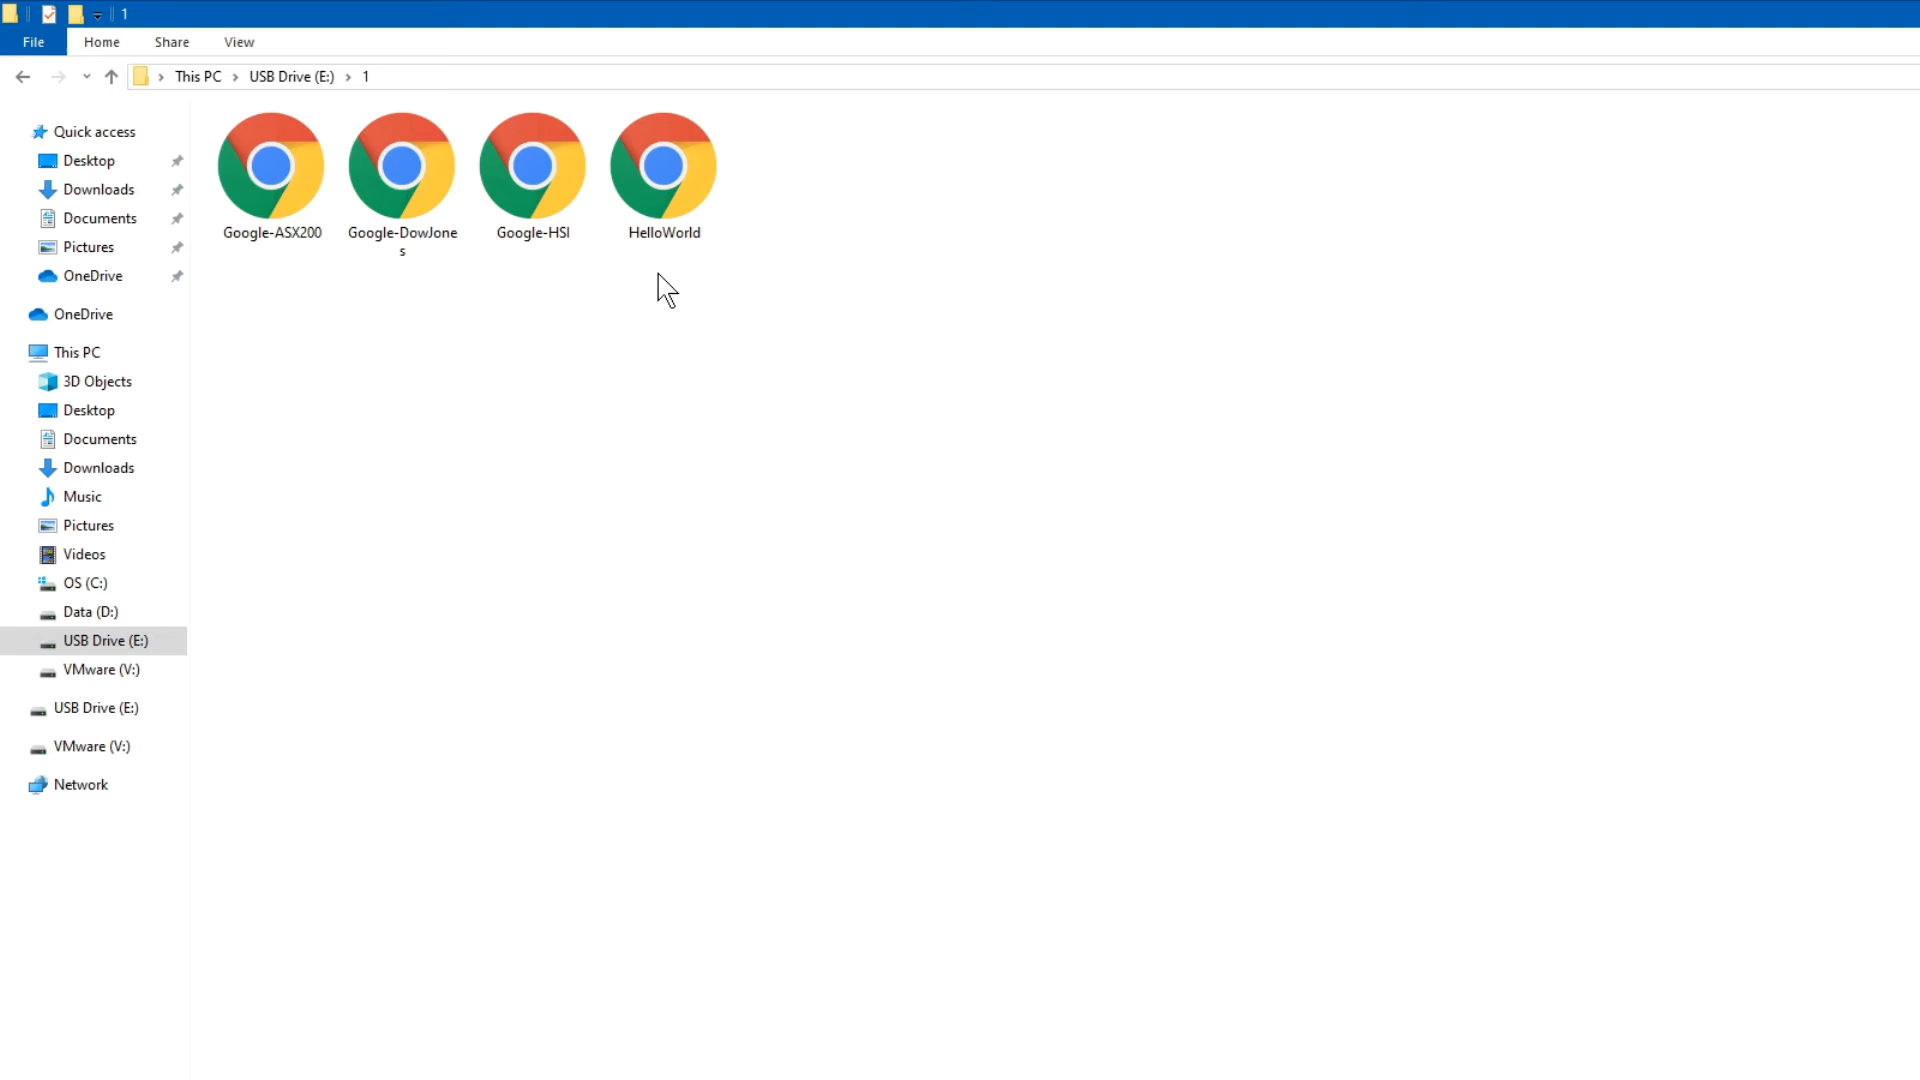 1
File Home Share View
This PC USB Drive (E:) 1
Quick access
Desktop
Downloads
Documents
Pictures
OneDrive
OneDrive
This PC
3D Objects
Desktop
Documents
Downloads
Music
Pictures
Videos
OS (C:)
Data (D:)
USB Drive (E:)
VMware (V:)
USB Drive (E:)
VMware (V:)
Network
Google-ASX200
Google-DowJone
s
Google-HSI
HelloWorld